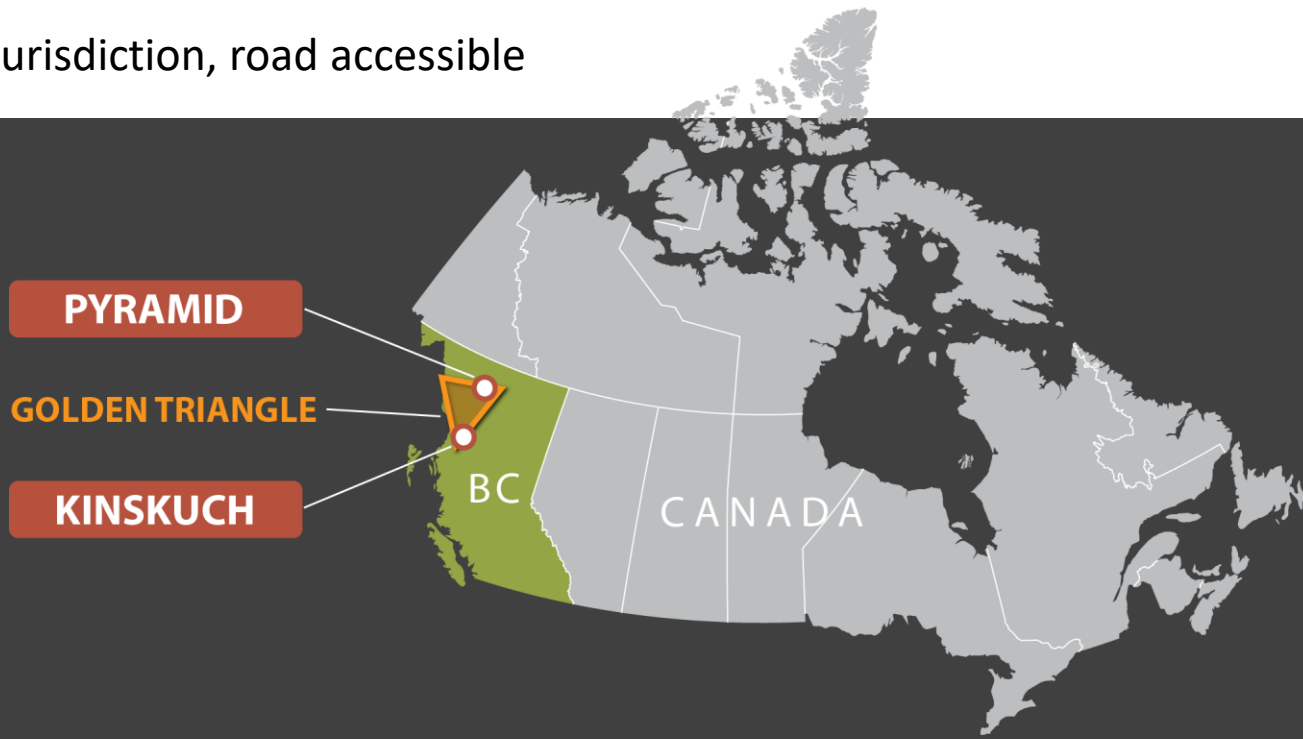 urisdiction, road accessible
PYRAMID
GOLDEN TRIANGLE
KINSKUCH
BC
CANADA